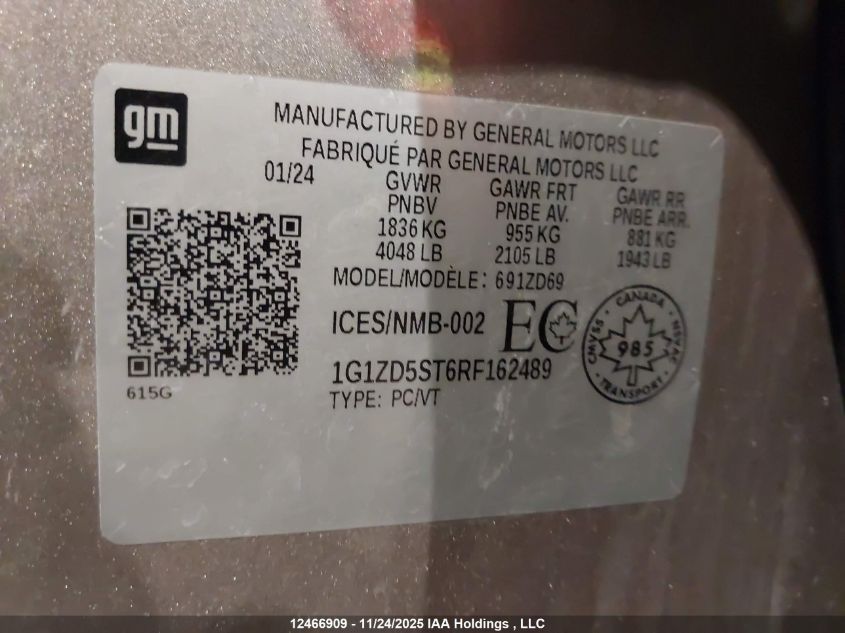 gm
MANUFACTURED BY GENERAL MOTORS LLC
FABRIQUÉ PAR GENERAL MOTORS LLC
01/24
GVWR GAWR FRT GAWR RR
PNBV PNBE AV. PNBE ARR.
1836 KG 955 KG 881 KG
4048 LB 2105 LB 1943 LB
MODEL/MODÈLE: 691ZD69
ICES/NMB-002 EC
CANADA
CMVSS 985 NSVAC
TRANSPORT
1G1ZD5ST6RF162489
TYPE: PC/VT
615G
12466909 - 11/24/2025 IAA Holdings , LLC